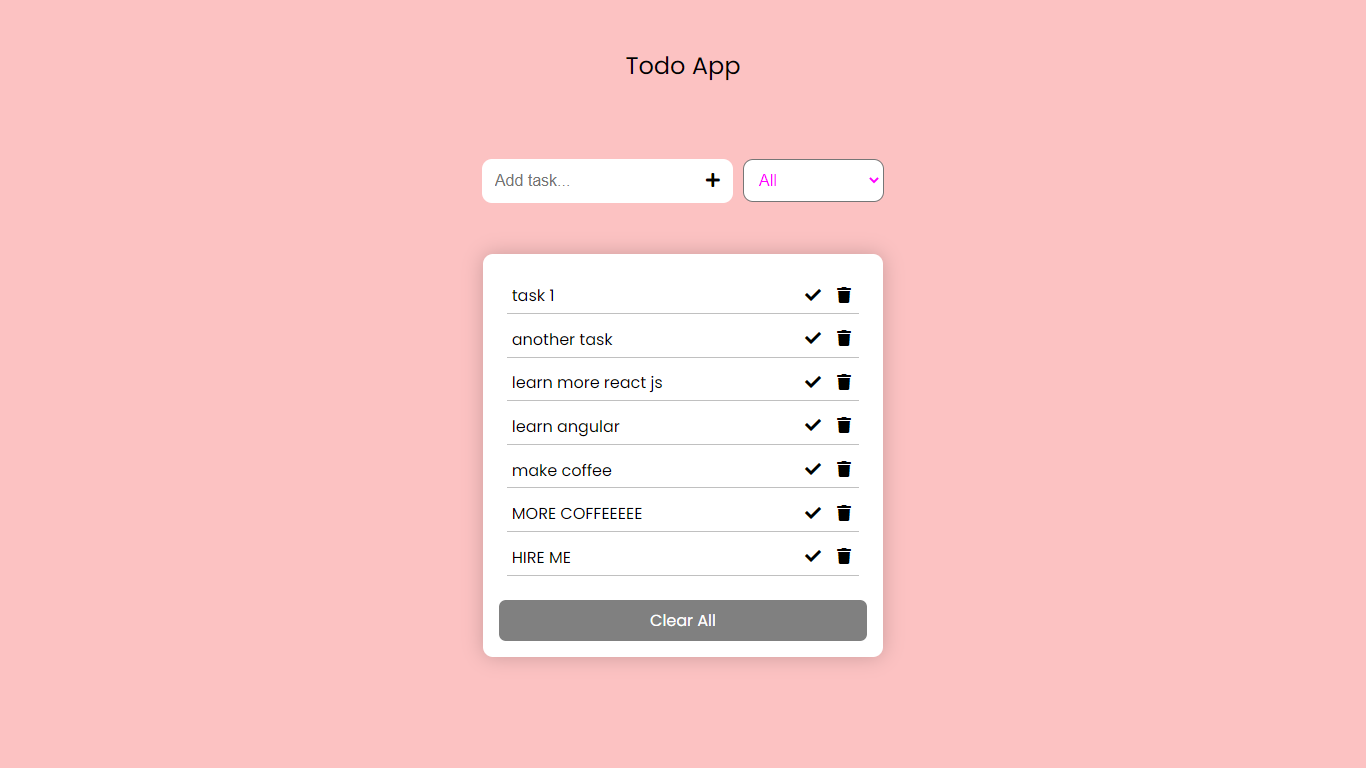 Todo App
Add task...
All
task 1
another task
learn more react js
learn angular
make coffee
MORE COFFEEEEE
HIRE ME
Clear All